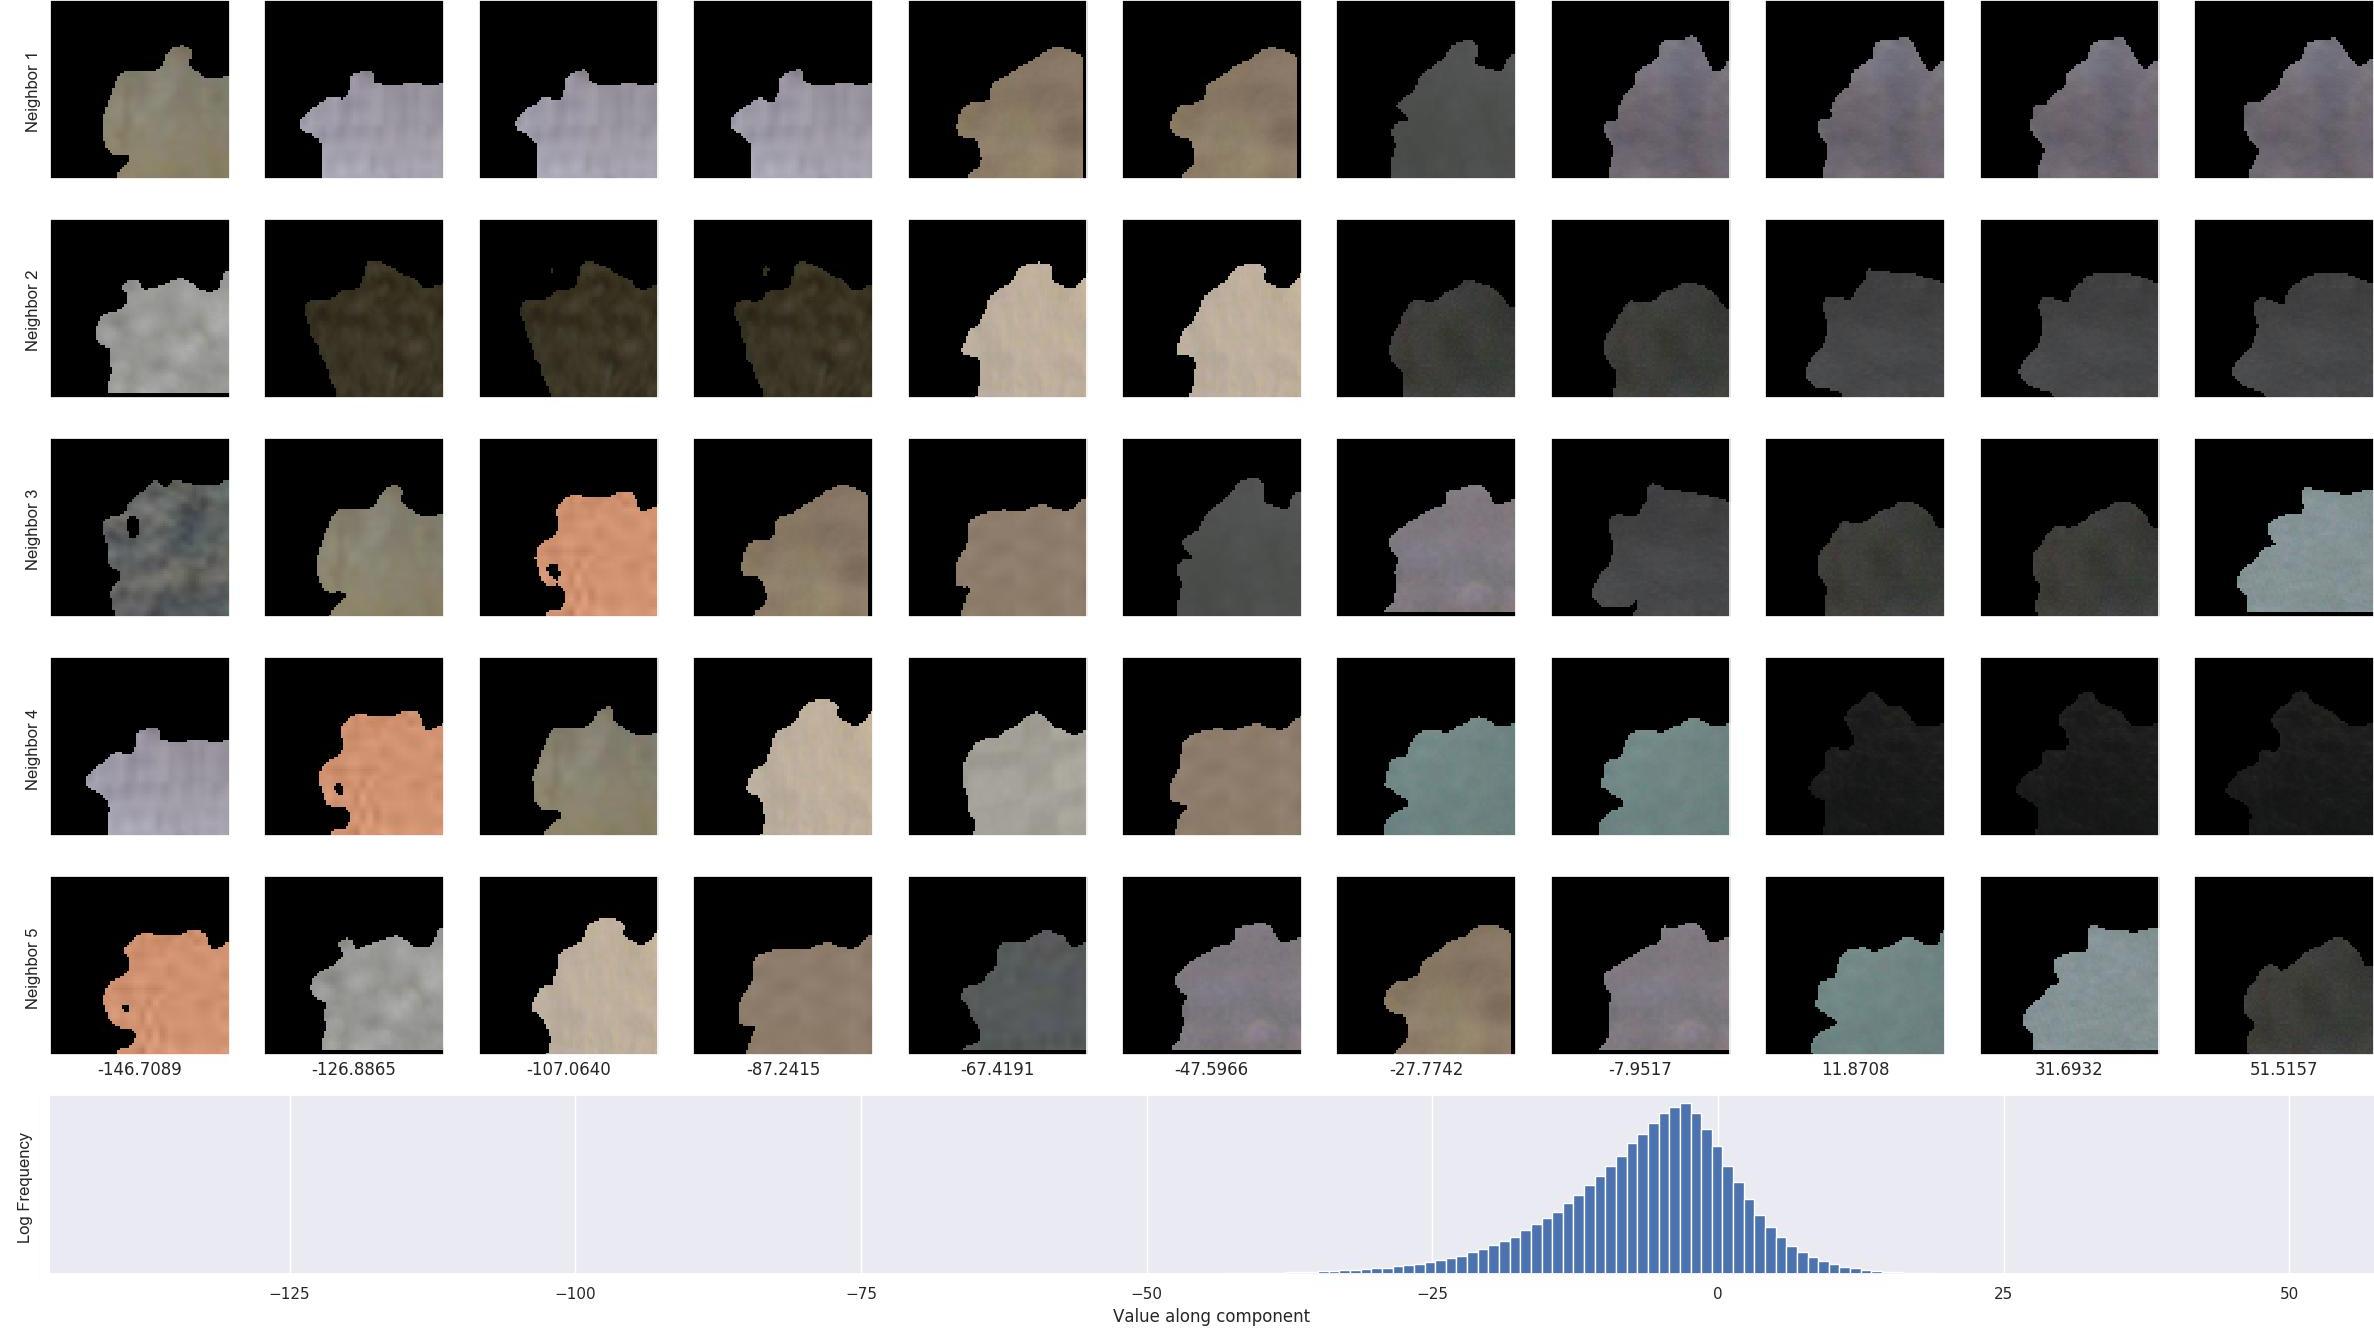 Neighbor 1
Neighbor 2
Neighbor 3
Neighbor 4
Neighbor 5
-146.7089 -126.8865 -107.0640 -87.2415 -67.4191 -47.5966 -27.7742 -7.9517 11.8708 31.6932 51.5157
Log Frequency
−125 −100 −75 −50 −25 0 25 50
Value along component